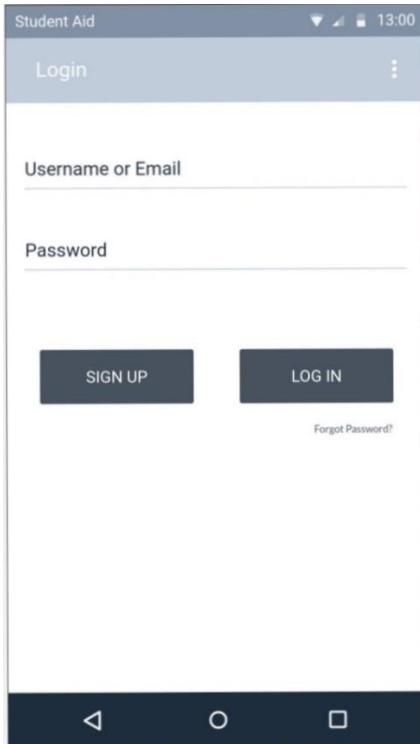 Student Aid 13:00
Login
Username or Email
Password
SIGN UP LOG IN
Forgot Password?